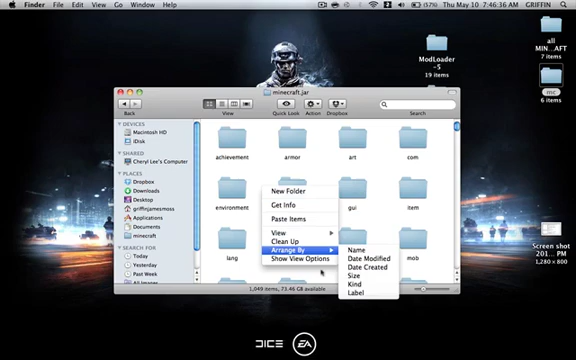 Finder File Edit View Go Window Help (57%) Thu May 10 7:46:36 AM GRIFFIN
all
MIN...AFT
7 items
ModLoader
-5
19 items
mc
6 items
minecraft.jar
Back View Quick Look Action Dropbox Search
DEVICES
Macintosh HD
iDisk
SHARED
Cheryl Lee's Computer
PLACES
Dropbox
Downloads
Desktop
griffinjamesmoss
Applications
Documents
minecraft
SEARCH FOR
Today
Yesterday
Past Week
All Images
achievement armor art com
environment gui item
lang mob
New Folder
Get Info
Paste Items
View
Clean Up
Arrange By
Show View Options
Name
Date Modified
Date Created
Size
Kind
Label
1,049 items, 73.46 GB available
Screen shot
201... PM
1,280 × 800
DICE EA